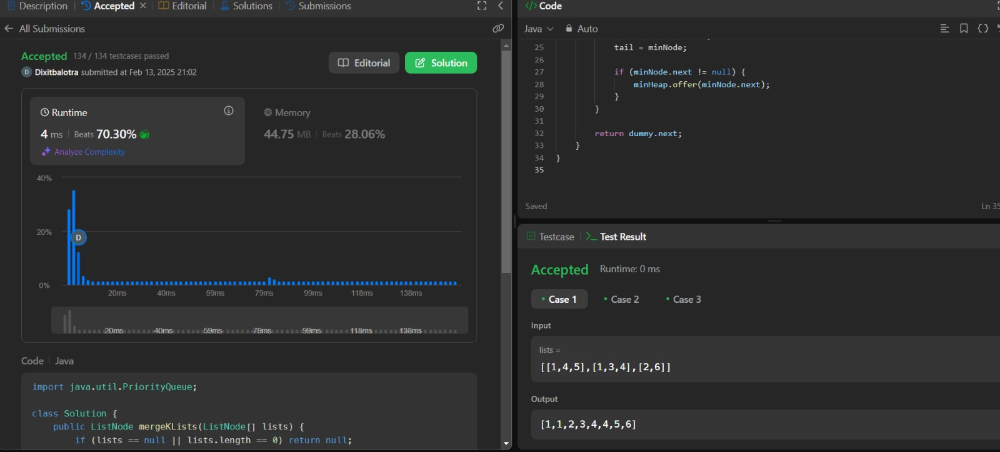 Description
Accepted
Editorial
Solutions
Submissions
All Submissions
Accepted 134 / 134 testcases passed
D Dixitbalotra submitted at Feb 13, 2025 21:02
Editorial
Solution
Runtime
4 ms | Beats 70.30%
Analyze Complexity
Memory
44.75 MB | Beats 28.06%
40%
20%
0%
D
20ms 40ms 59ms 79ms 99ms 118ms 138ms
20ms 40ms 59ms 79ms 99ms 118ms 138ms
Code | Java
import java.util.PriorityQueue;
class Solution {
public ListNode mergeKLists(ListNode[] lists) {
if (lists == null || lists.length == 0) return null;
</> Code
Java
Auto
25 tail = minNode;
26
27 if (minNode.next != null) {
28 minHeap.offer(minNode.next);
29 }
30 }
31
32 return dummy.next;
33 }
34 }
35
Saved
Ln 35
Testcase
Test Result
Accepted Runtime: 0 ms
• Case 1
• Case 2
• Case 3
Input
lists =
[[1,4,5],[1,3,4],[2,6]]
Output
[1,1,2,3,4,4,5,6]